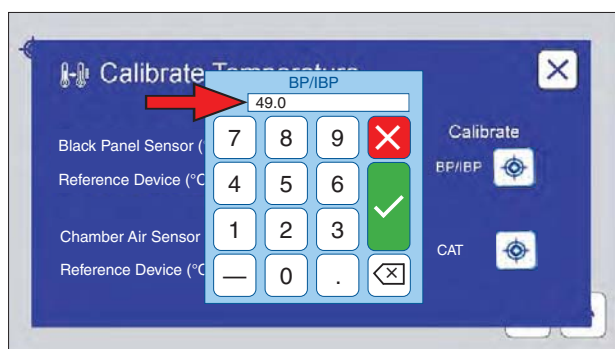 Calibrate Temperature
BP/IBP
49.0
Black Panel Sensor (
Reference Device (°C
Chamber Air Sensor
Reference Device (°C
7 8 9
4 5 6
1 2 3
— 0 .
Calibrate
BP/IBP
CAT